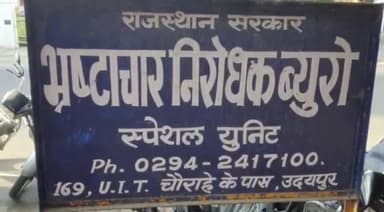 राजस्थान सरकार
भ्रष्टाचार निरोधक ब्युरो
स्पेशल युनिट
Ph. 0294-2417100.
169, U.I.T. चौराहे के पास, उदयपुर